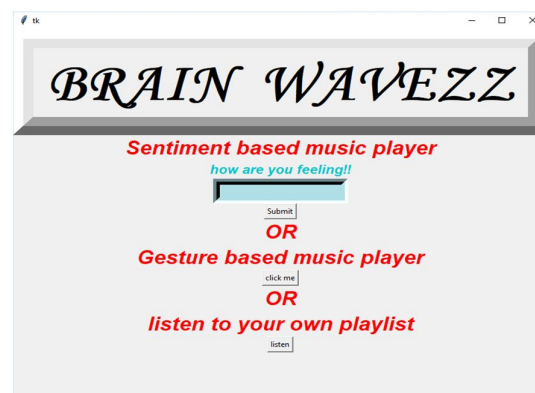 tk
BRAIN WAVEZZ
Sentiment based music player
how are you feeling!!
Submit
OR
Gesture based music player
click me
OR
listen to your own playlist
listen